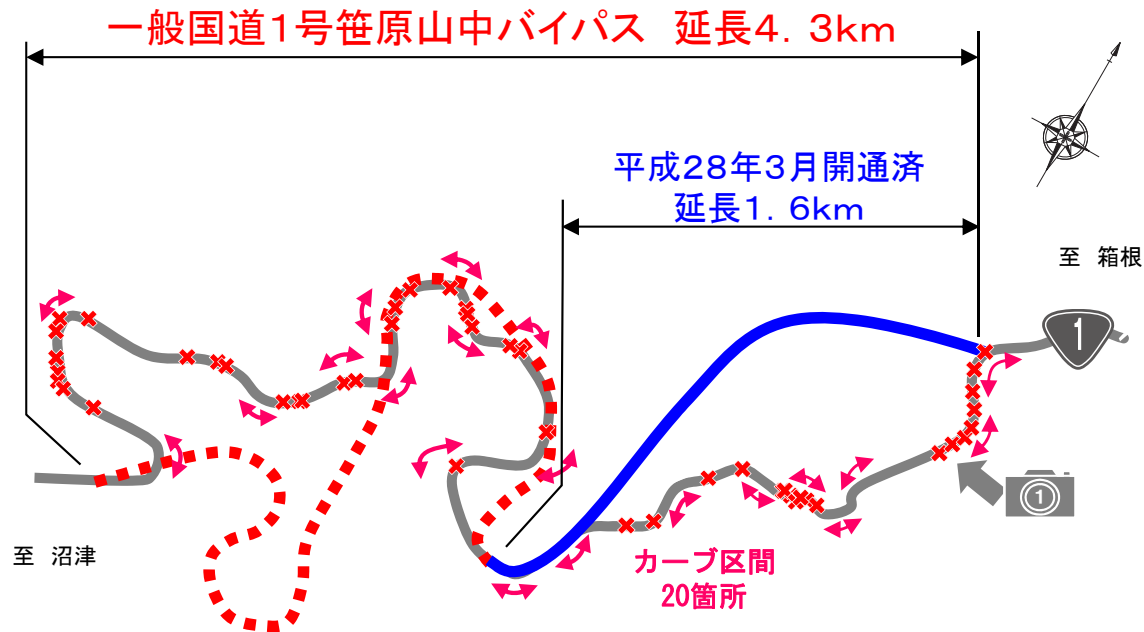 一般国道1号笹原山中バイパス 延長4．3km
平成28年3月開通済
延長1．6km
至 箱根
1
1
至 沼津
カーブ区間
20箇所